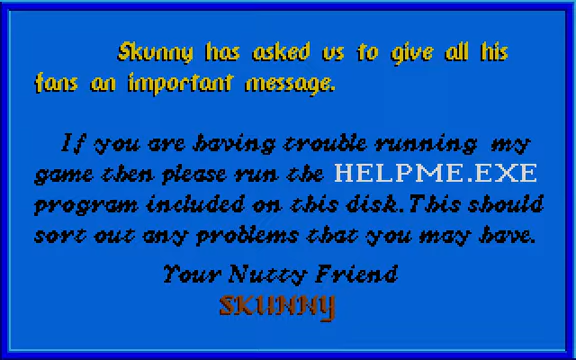 Skunny has asked us to give all his
fans an important message.
If you are having trouble running my
game then please run the HELPME.EXE
program included on this disk.This should
sort out any problems that you may have.
Your Nutty Friend
SKUNNY